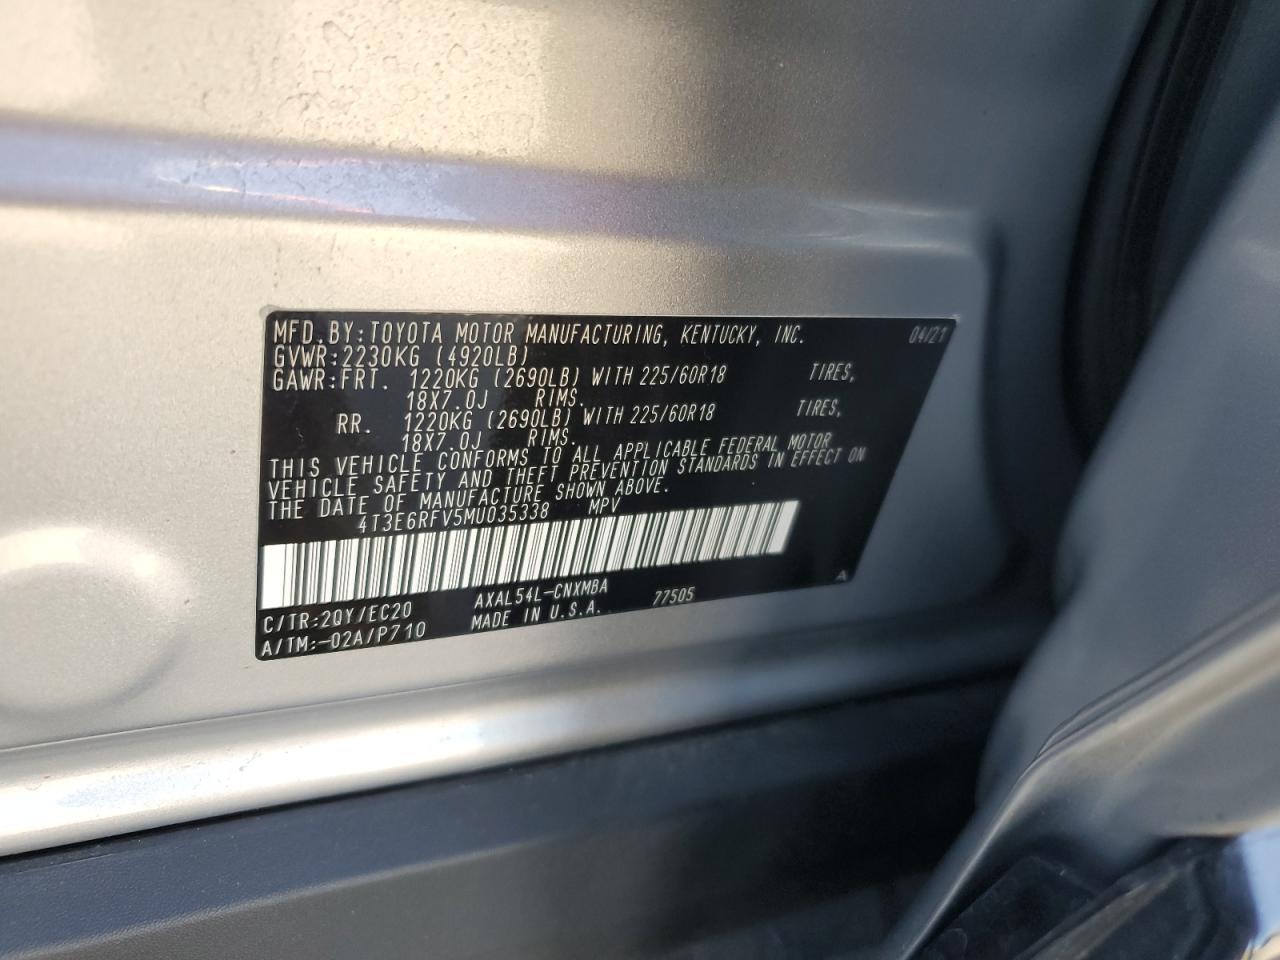 MFD.BY:TOYOTA MOTOR MANUFACTURING, KENTUCKY, INC. 04/21
GVWR:2230KG (4920LB)
GAWR:FRT. 1220KG (2690LB) WITH 225/60R18 TIRES,
18X7.0J RIMS.
RR. 1220KG (2690LB) WITH 225/60R18 TIRES,
18X7.0J RIMS.
THIS VEHICLE CONFORMS TO ALL APPLICABLE FEDERAL MOTOR
VEHICLE SAFETY AND THEFT PREVENTION STANDARDS IN EFFECT ON
THE DATE OF MANUFACTURE SHOWN ABOVE.
4T3E6RFV5MU035338 MPV
C/TR:2QY/EC20 AXAL54L-CNXMBA 77505 A
A/TM:-02A/P710 MADE IN U.S.A.